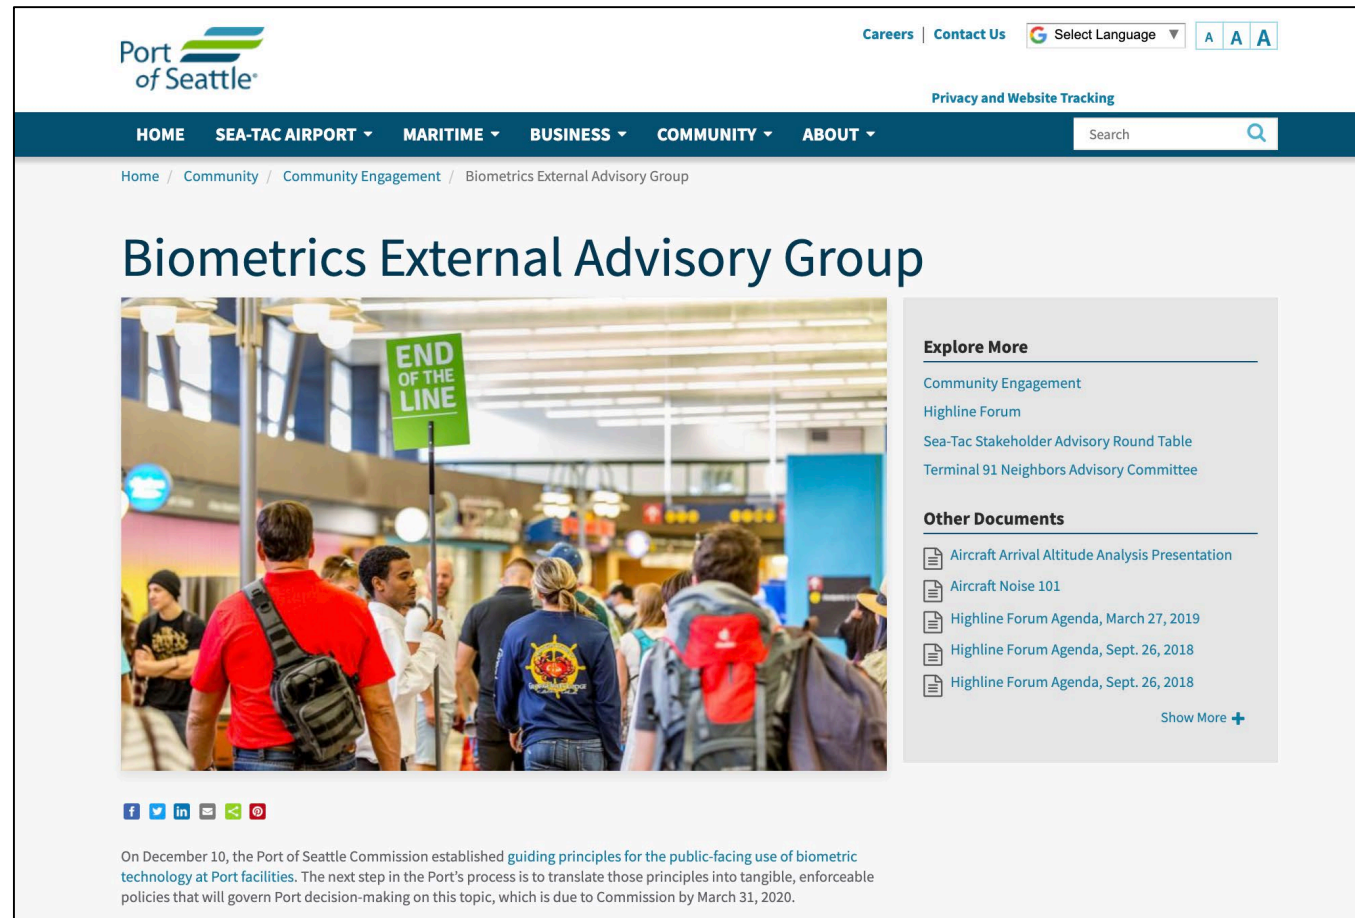 Port
of Seattle®
Careers | Contact Us
Select Language ▼
A A A
Privacy and Website Tracking
HOME SEA-TAC AIRPORT MARITIME BUSINESS COMMUNITY ABOUT
Search
Home / Community / Community Engagement / Biometrics External Advisory Group
Biometrics External Advisory Group
END
OF THE
LINE
Explore More
Community Engagement
Highline Forum
Sea-Tac Stakeholder Advisory Round Table
Terminal 91 Neighbors Advisory Committee
Other Documents
Aircraft Arrival Altitude Analysis Presentation
Aircraft Noise 101
Highline Forum Agenda, March 27, 2019
Highline Forum Agenda, Sept. 26, 2018
Highline Forum Agenda, Sept. 26, 2018
Show More
On December 10, the Port of Seattle Commission established guiding principles for the public-facing use of biometric
technology at Port facilities. The next step in the Port's process is to translate those principles into tangible, enforceable
policies that will govern Port decision-making on this topic, which is due to Commission by March 31, 2020.